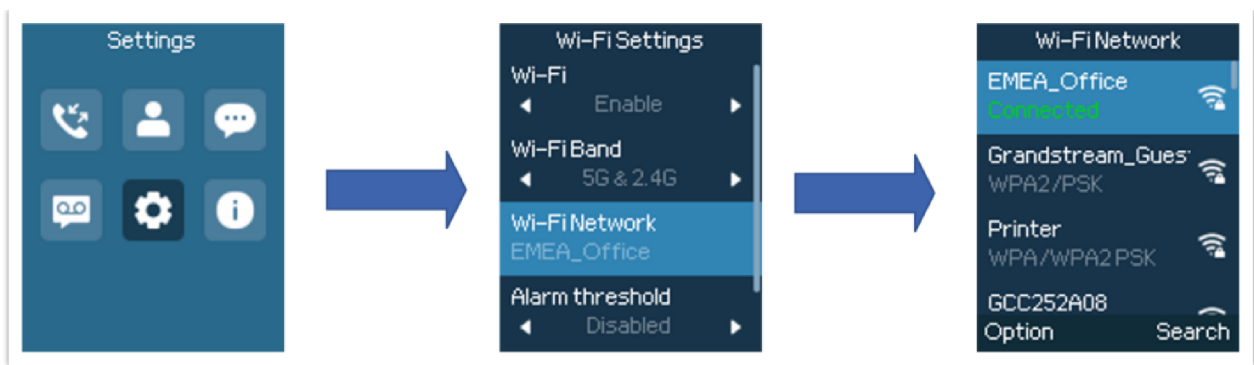 Settings
Wi-Fi Settings
Wi-Fi
Enable
Wi-Fi Band
5G & 2.4G
Wi-Fi Network
EMEA_Office
Alarm threshold
Disabled
Wi-Fi Network
EMEA_Office
Connected
Grandstream_Gues
WPA2/PSK
Printer
WPA/WPA2 PSK
GCC252A08
Option Search